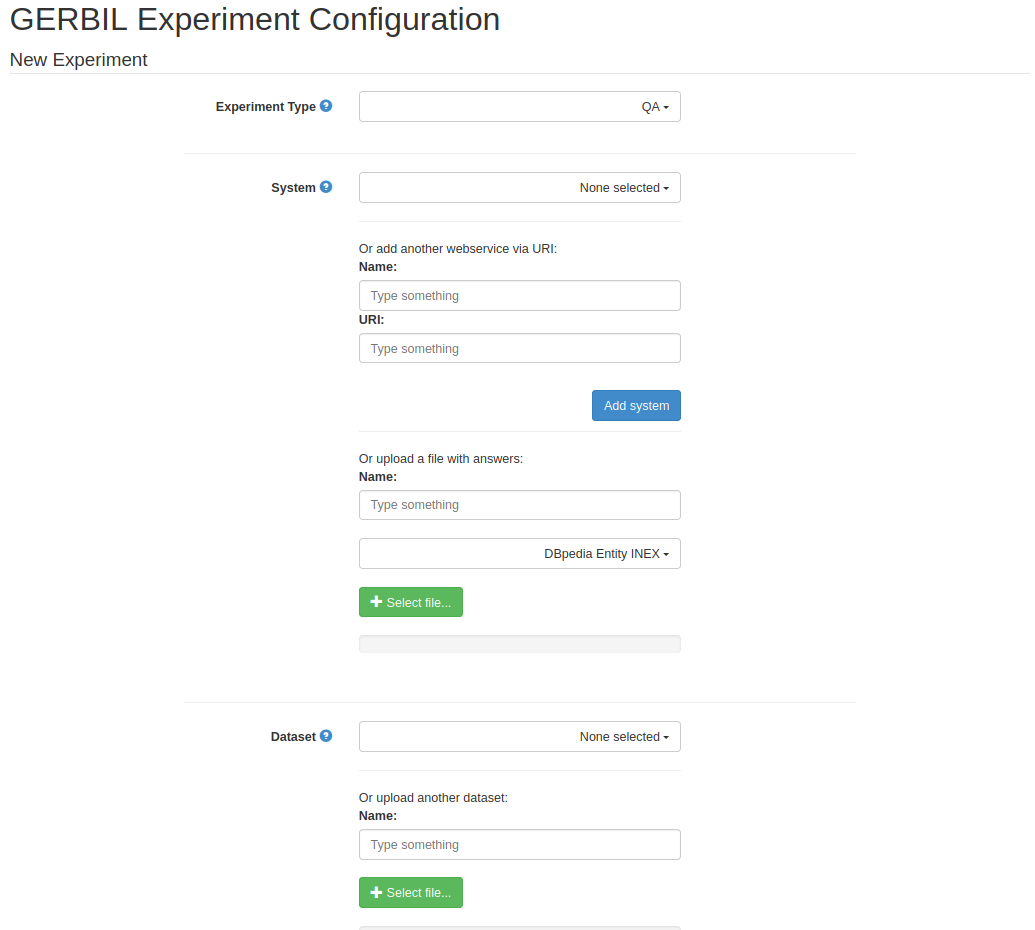 GERBIL Experiment Configuration
New Experiment
Experiment Type ?
QA
System ?
None selected
Or add another webservice via URI:
Name:
Type something
URI:
Type something
Add system
Or upload a file with answers:
Name:
Type something
DBpedia Entity INEX
Select file...
Dataset ?
None selected
Or upload another dataset:
Name:
Type something
Select file...